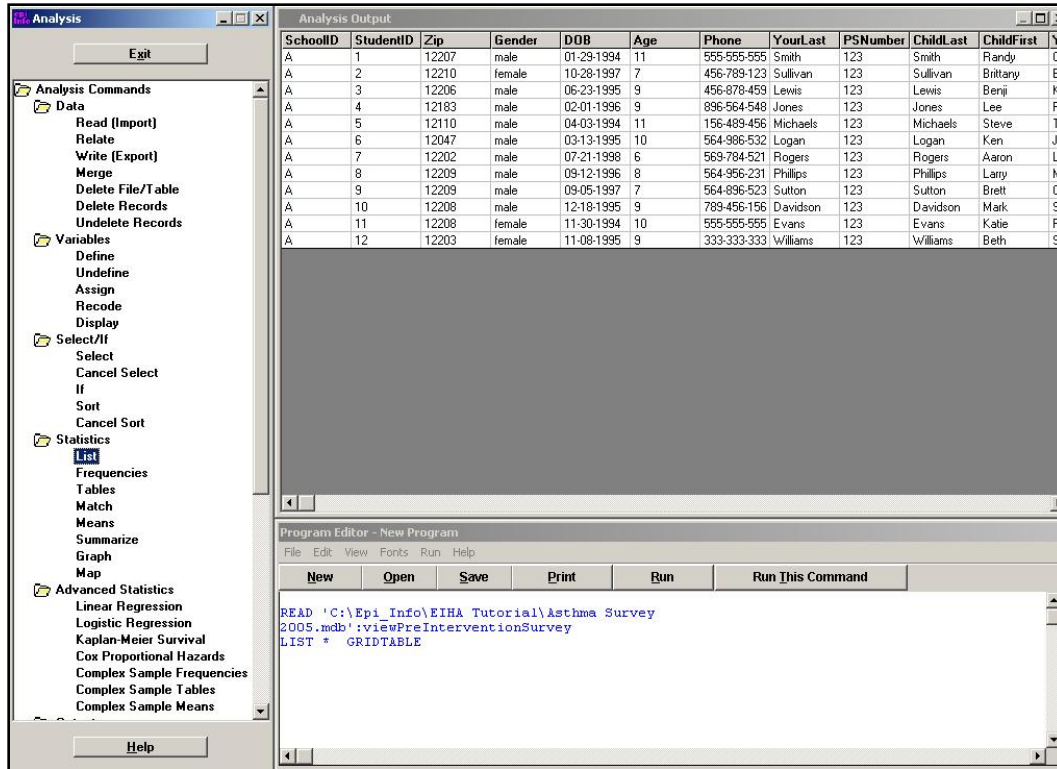 Epi Info Analysis
Exit
Analysis Commands
Data
Read (Import)
Relate
Write (Export)
Merge
Delete File/Table
Delete Records
Undelete Records
Variables
Define
Undefine
Assign
Recode
Display
Select/If
Select
Cancel Select
If
Sort
Cancel Sort
Statistics
List
Frequencies
Tables
Match
Means
Summarize
Graph
Map
Advanced Statistics
Linear Regression
Logistic Regression
Kaplan-Meier Survival
Cox Proportional Hazards
Complex Sample Frequencies
Complex Sample Tables
Complex Sample Means
Help
Analysis Output
SchoolID StudentID Zip Gender DOB Age Phone YourLast PSNumber ChildLast ChildFirst Y
A 1 12207 male 01-29-1994 11 555-555-555 Smith 123 Smith Randy
A 2 12210 female 10-28-1997 7 456-789-123 Sullivan 123 Sullivan Brittany
A 3 12206 male 06-23-1995 9 456-878-459 Lewis 123 Lewis Benji
A 4 12183 male 02-01-1996 9 896-564-548 Jones 123 Jones Lee
A 5 12110 male 04-03-1994 11 156-489-456 Michaels 123 Michaels Steve
A 6 12047 male 03-13-1995 10 564-986-532 Logan 123 Logan Ken
A 7 12202 male 07-21-1998 6 569-784-521 Rogers 123 Rogers Aaron
A 8 12209 male 09-12-1996 8 564-956-231 Phillips 123 Phillips Larry
A 9 12209 male 09-05-1997 7 564-896-523 Sutton 123 Sutton Brett
A 10 12208 male 12-18-1995 9 789-456-156 Davidson 123 Davidson Mark
A 11 12208 female 11-30-1994 10 555-555-555 Evans 123 Evans Katie
A 12 12203 female 11-08-1995 9 333-333-333 Williams 123 Williams Beth
Program Editor - New Program
File Edit View Fonts Run Help
New Open Save Print Run Run This Command
READ 'C:\Epi_Info\EIHA Tutorial\Asthma Survey
2005.mdb':viewPreInterventionSurvey
LIST * GRIDTABLE